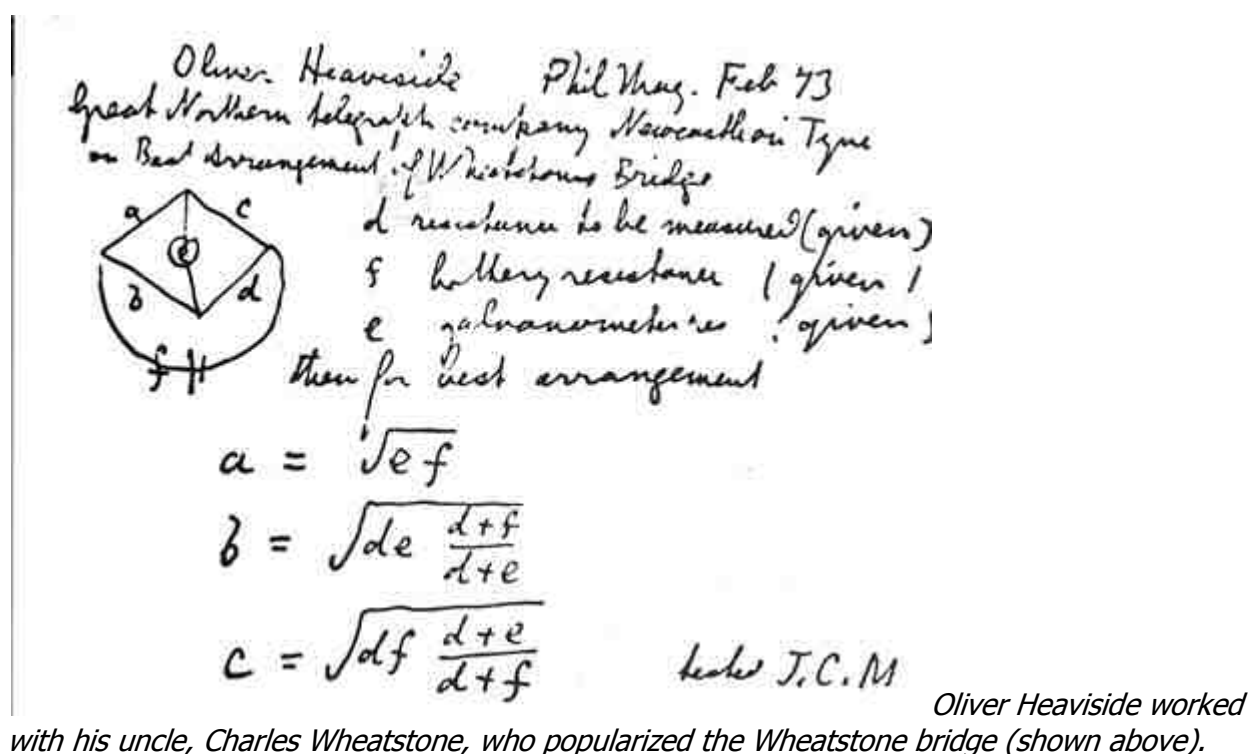 Oliver Heaviside Phil Mag. Feb 73
Great Northern telegraph company Newcastle on Tyne
on Best Arrangement of Wheatstones Bridge
a c
d resistance to be measured (given)
e
f battery resistance (given)
b d
e galvanometer res (given)
f
then for best arrangement
a = √ef
b = √de d+f/d+e
c = √df d+e/d+f
tested J.C.M
Oliver Heaviside worked
with his uncle, Charles Wheatstone, who popularized the Wheatstone bridge (shown above).